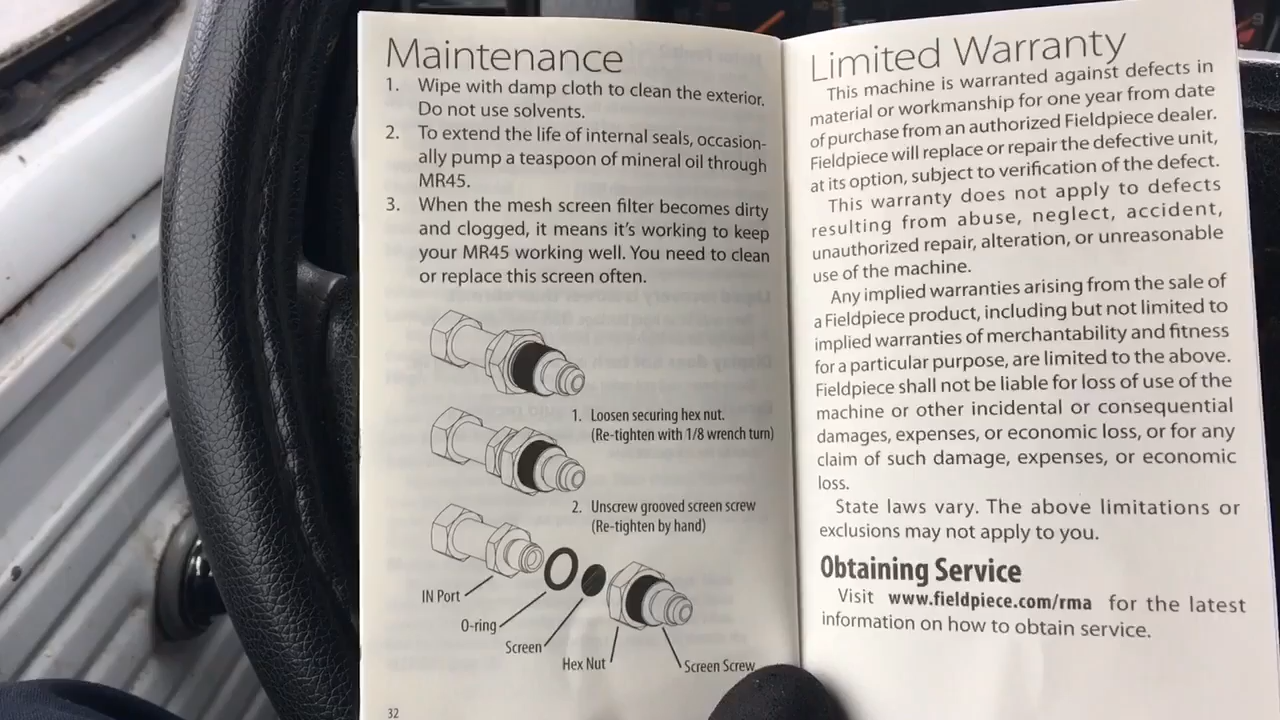 Maintenance
1. Wipe with damp cloth to clean the exterior.
Do not use solvents.
2. To extend the life of internal seals, occasion-
ally pump a teaspoon of mineral oil through
MR45.
3. When the mesh screen filter becomes dirty
and clogged, it means it's working to keep
your MR45 working well. You need to clean
or replace this screen often.
1. Loosen securing hex nut.
(Re-tighten with 1/8 wrench turn)
2. Unscrew grooved screen screw
(Re-tighten by hand)
IN Port
O-ring
Screen
Hex Nut
Screen Screw
32
Limited Warranty
This machine is warranted against defects in
material or workmanship for one year from date
of purchase from an authorized Fieldpiece dealer.
Fieldpiece will replace or repair the defective unit,
at its option, subject to verification of the defect.
This warranty does not apply to defects
resulting from abuse, neglect, accident,
unauthorized repair, alteration, or unreasonable
use of the machine.
Any implied warranties arising from the sale of
a Fieldpiece product, including but not limited to
implied warranties of merchantability and fitness
for a particular purpose, are limited to the above.
Fieldpiece shall not be liable for loss of use of the
machine or other incidental or consequential
damages, expenses, or economic loss, or for any
claim of such damage, expenses, or economic
loss.
State laws vary. The above limitations or
exclusions may not apply to you.
Obtaining Service
Visit www.fieldpiece.com/rma for the latest
information on how to obtain service.